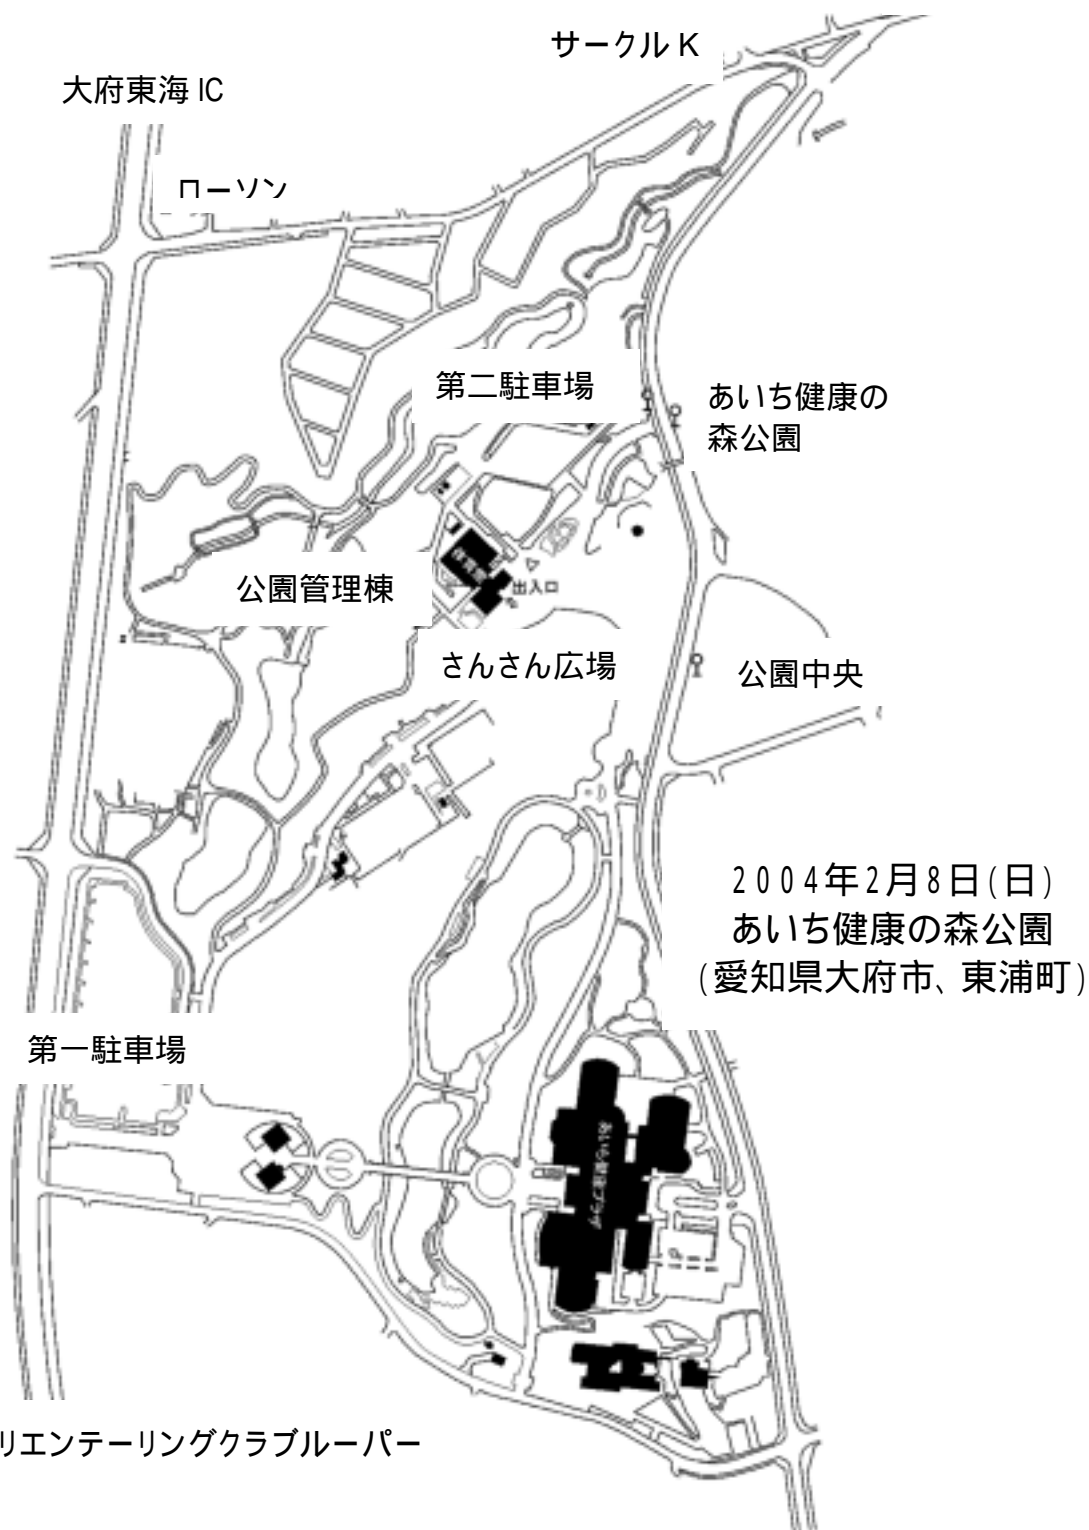 サークル K
大府東海 IC
ローソン
第二駐車場
あいち健康の
森公園
出入口
公園管理棟
さんさん広場
公園中央
2004年2月8日(日)
あいち健康の森公園
(愛知県大府市、東浦町)
第一駐車場
リエンテーリングクラブルーパー